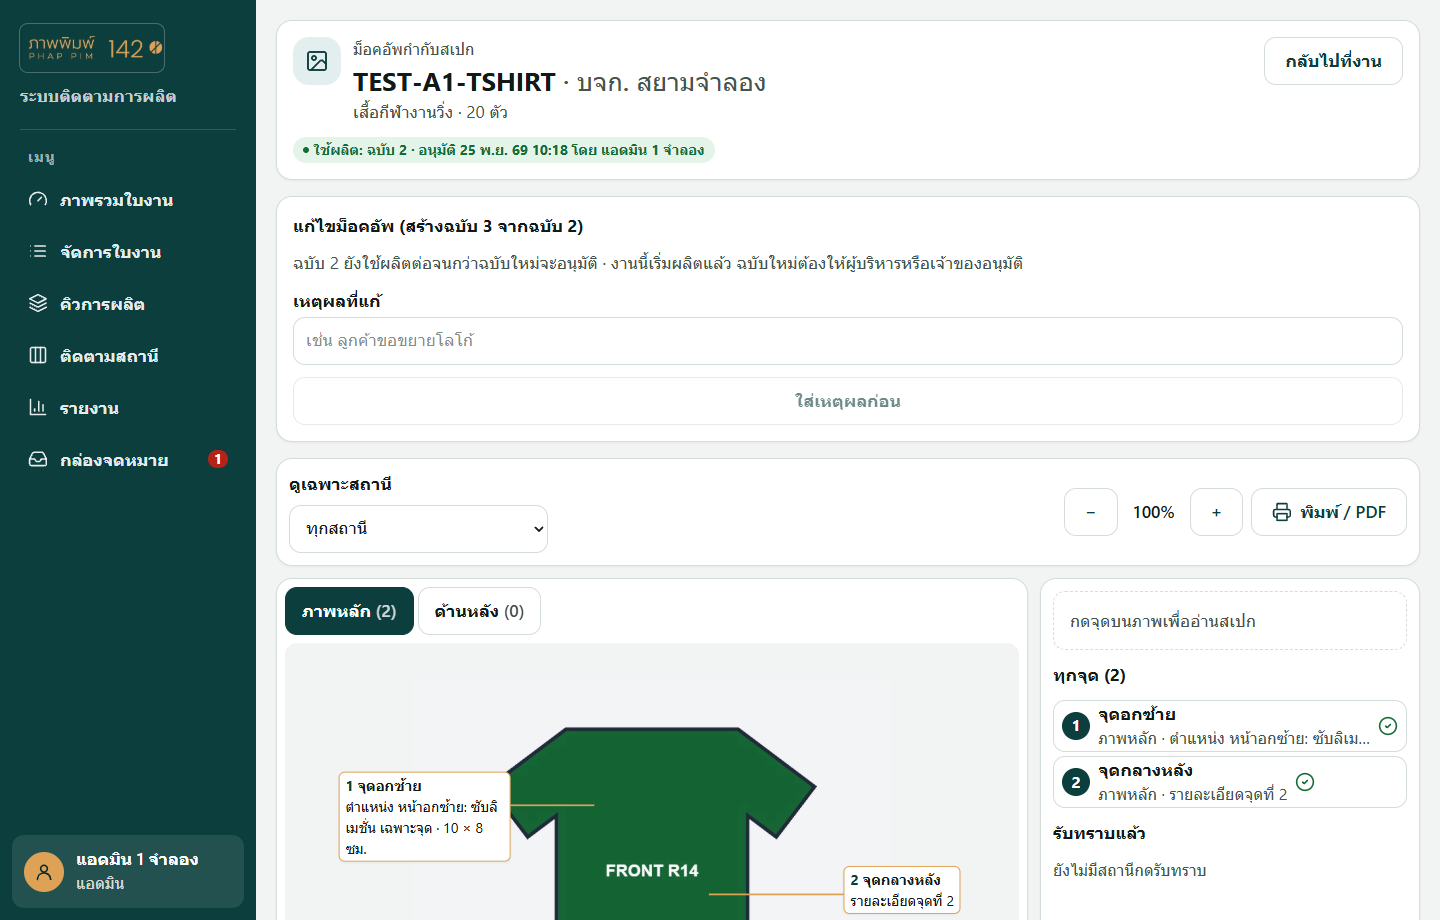 ภาพพิมพ์ 142
PHAP PIM
ระบบติดตามการผลิต
เมนู
ภาพรวมใบงาน
จัดการใบงาน
คิวการผลิต
ติดตามสถานี
รายงาน
กล่องจดหมาย 1
แอดมิน 1 จำลอง
แอดมิน
ม็อคอัพกำกับสเปก
TEST-A1-TSHIRT · บจก. สยามจำลอง
เสื้อกีฬางานวิ่ง · 20 ตัว
• ใช้ผลิต: ฉบับ 2 · อนุมัติ 25 พ.ย. 69 10:18 โดย แอดมิน 1 จำลอง
กลับไปที่งาน
แก้ไขม็อคอัพ (สร้างฉบับ 3 จากฉบับ 2)
ฉบับ 2 ยังใช้ผลิตต่อจนกว่าฉบับใหม่จะอนุมัติ · งานนี้เริ่มผลิตแล้ว ฉบับใหม่ต้องให้ผู้บริหารหรือเจ้าของอนุมัติ
เหตุผลที่แก้
เช่น ลูกค้าขอขยายโลโก้
ใส่เหตุผลก่อน
ดูเฉพาะสถานี
ทุกสถานี
− 100% + พิมพ์ / PDF
ภาพหลัก (2) ด้านหลัง (0)
1 จุดอกซ้าย
ตำแหน่ง หน้าอกซ้าย: ซับลิ
เมชั่น เฉพาะจุด · 10 × 8
ซม.
FRONT R14
2 จุดกลางหลัง
รายละเอียดจุดที่ 2
กดจุดบนภาพเพื่ออ่านสเปก
ทุกจุด (2)
1 จุดอกซ้าย
ภาพหลัก · ตำแหน่ง หน้าอกซ้าย: ซับลิเม...
2 จุดกลางหลัง
ภาพหลัก · รายละเอียดจุดที่ 2
รับทราบแล้ว
ยังไม่มีสถานีกดรับทราบ